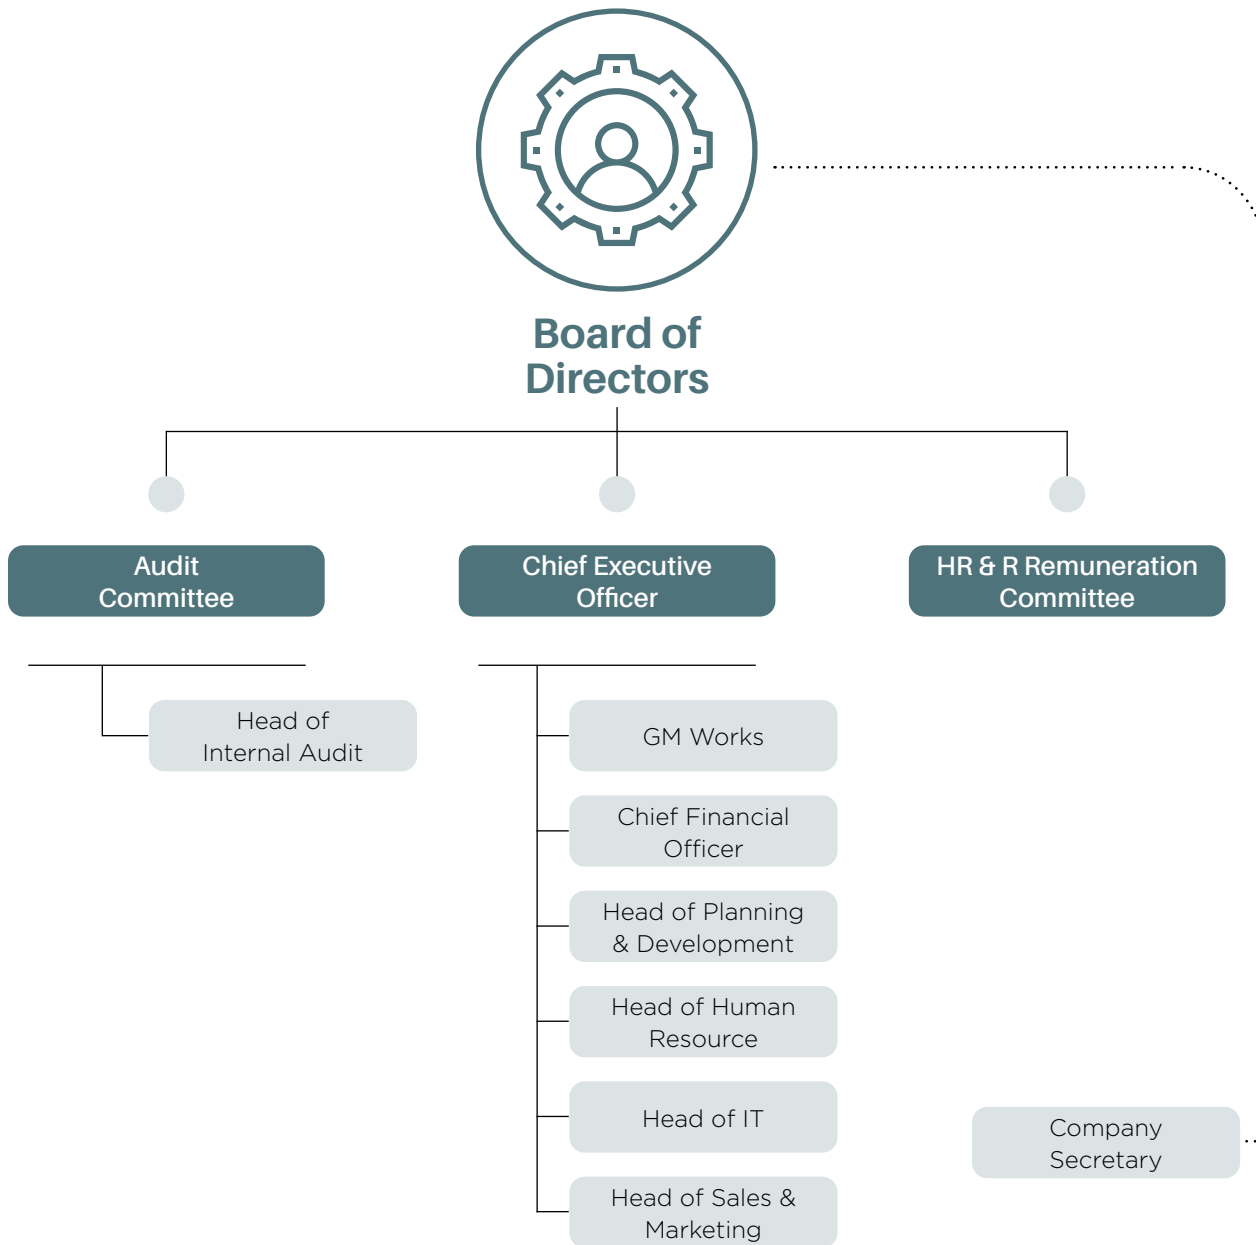 Board of
Directors
Audit
Committee
Chief Executive
Officer
HR & R Remuneration
Committee
Head of
Internal Audit
GM Works
Chief Financial
Officer
Head of Planning
& Development
Head of Human
Resource
Head of IT
Company
Secretary
Head of Sales &
Marketing